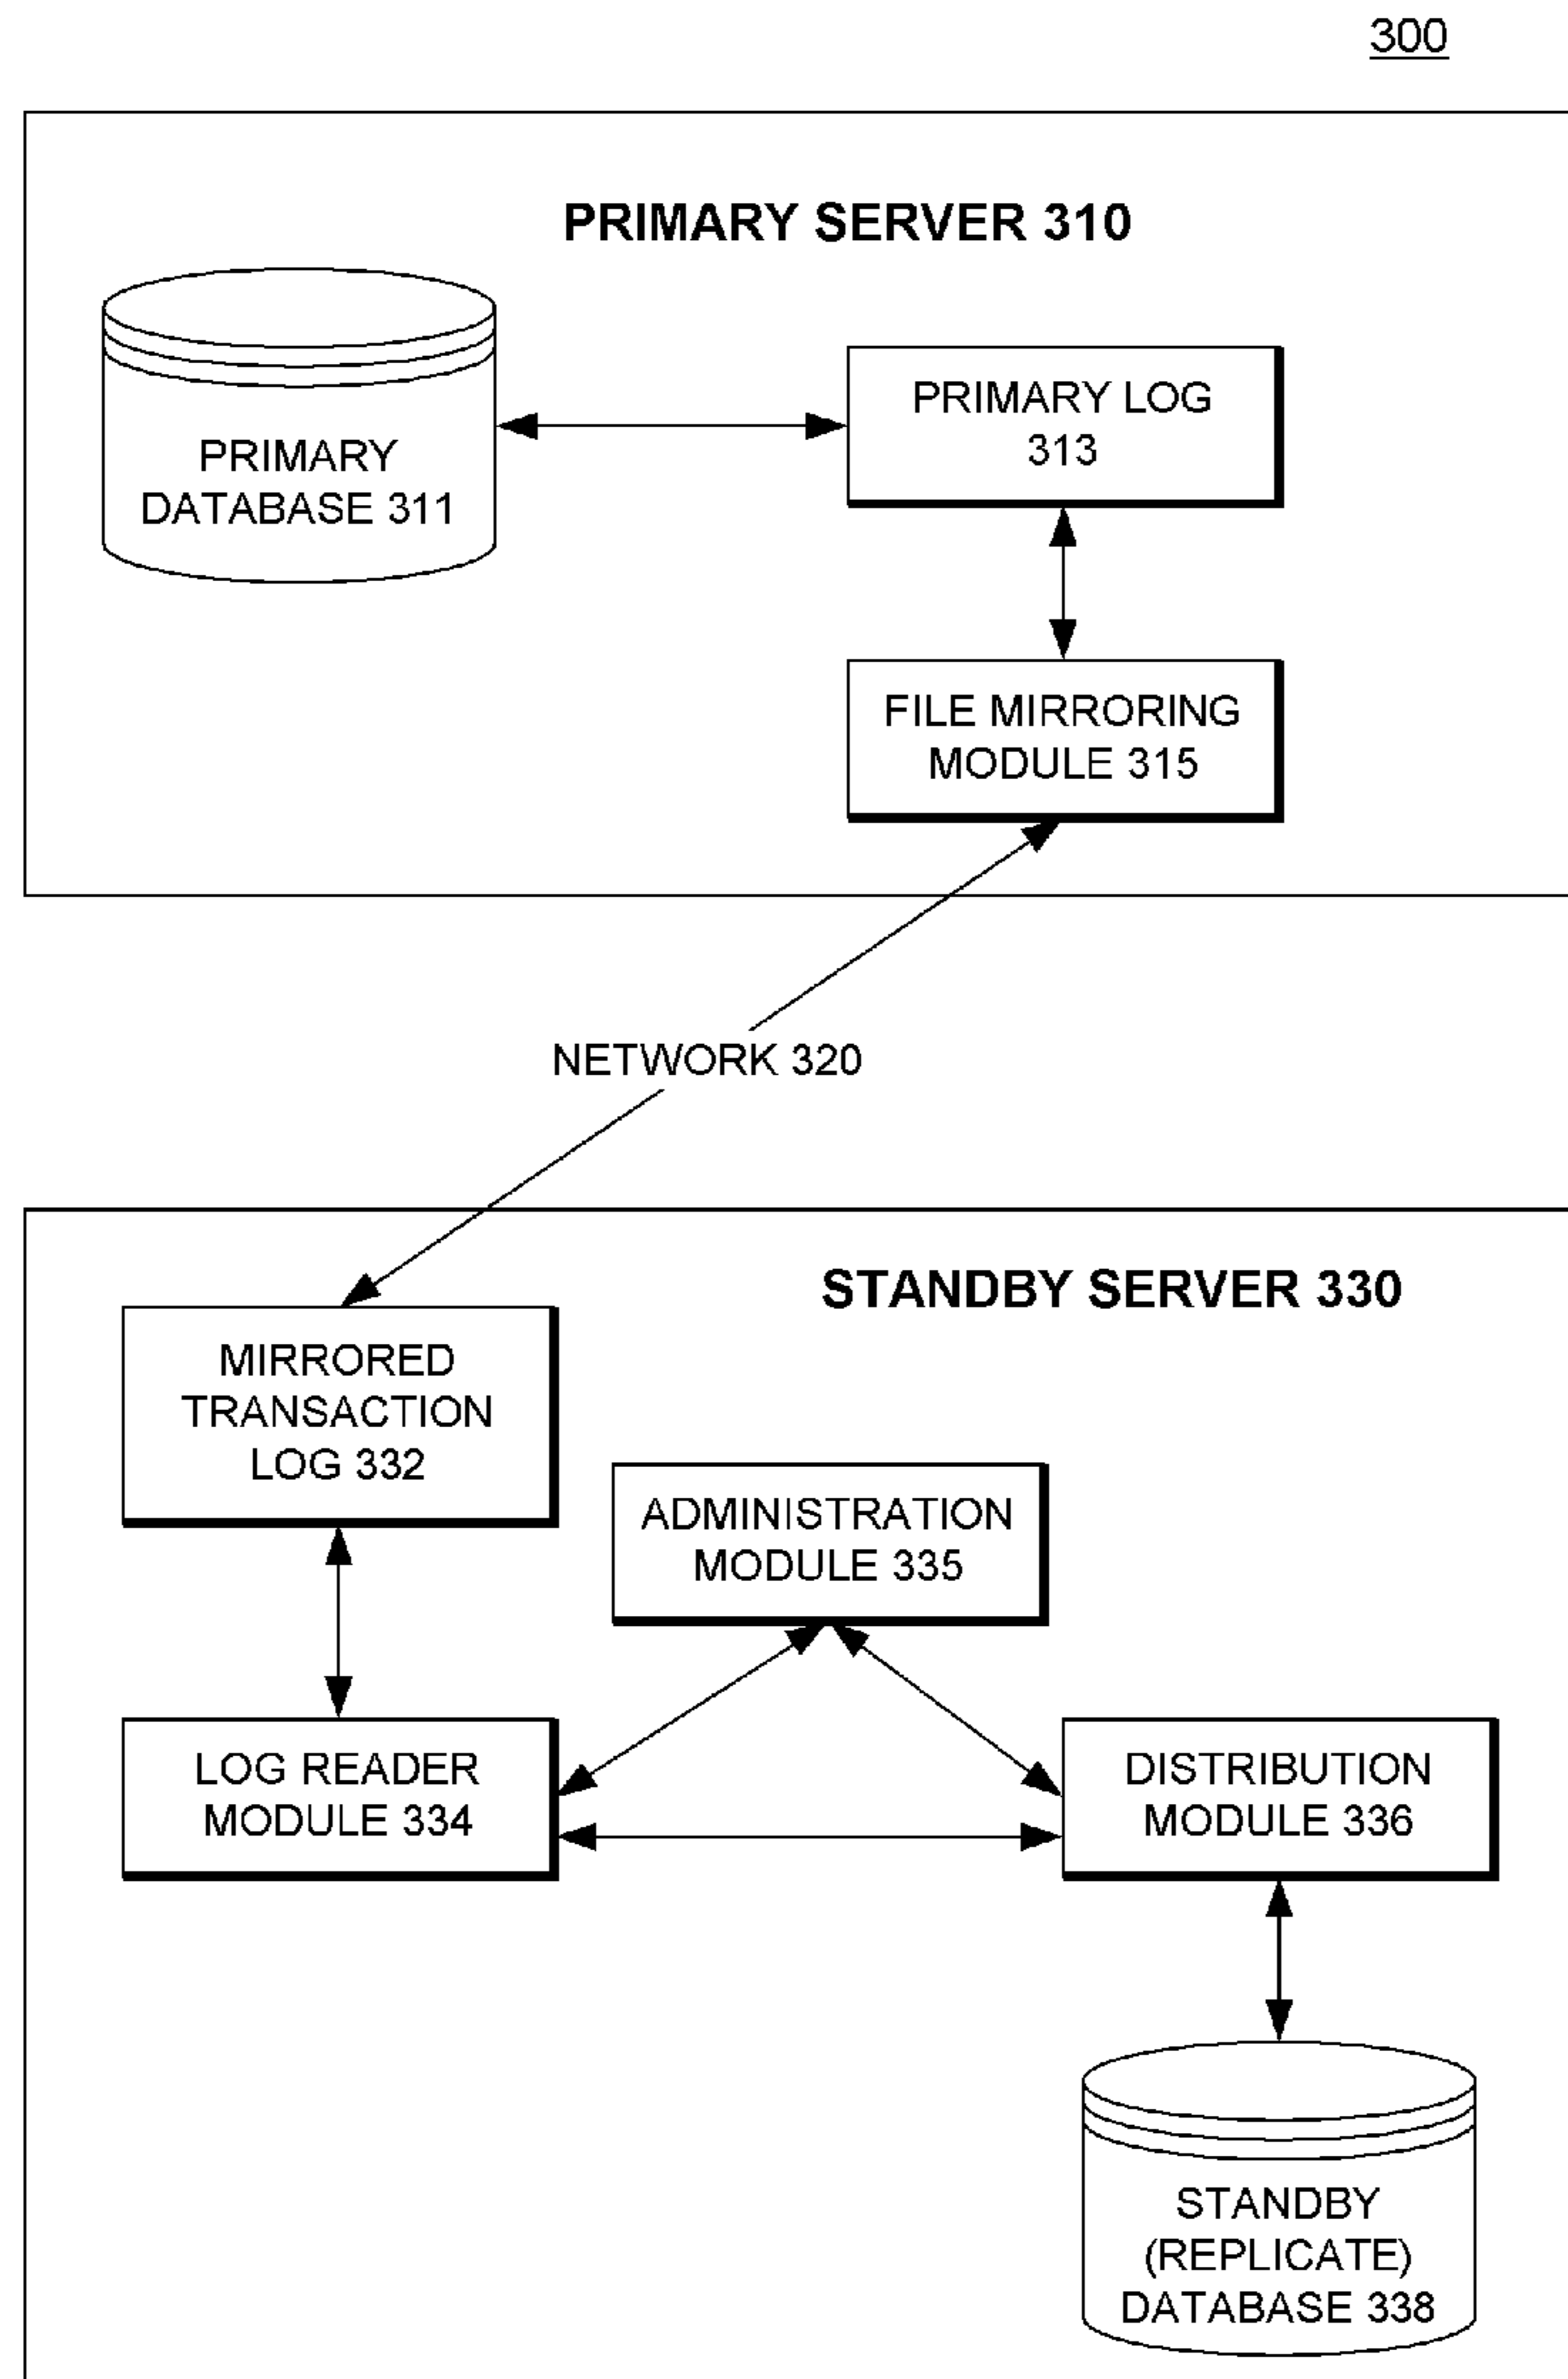 300
PRIMARY SERVER 310
PRIMARY
DATABASE 311
PRIMARY LOG
313
FILE MIRRORING
MODULE 315
NETWORK 320
STANDBY SERVER 330
MIRRORED
TRANSACTION
LOG 332
ADMINISTRATION
MODULE 335
LOG READER
MODULE 334
DISTRIBUTION
MODULE 336
STANDBY
(REPLICATE)
DATABASE 338